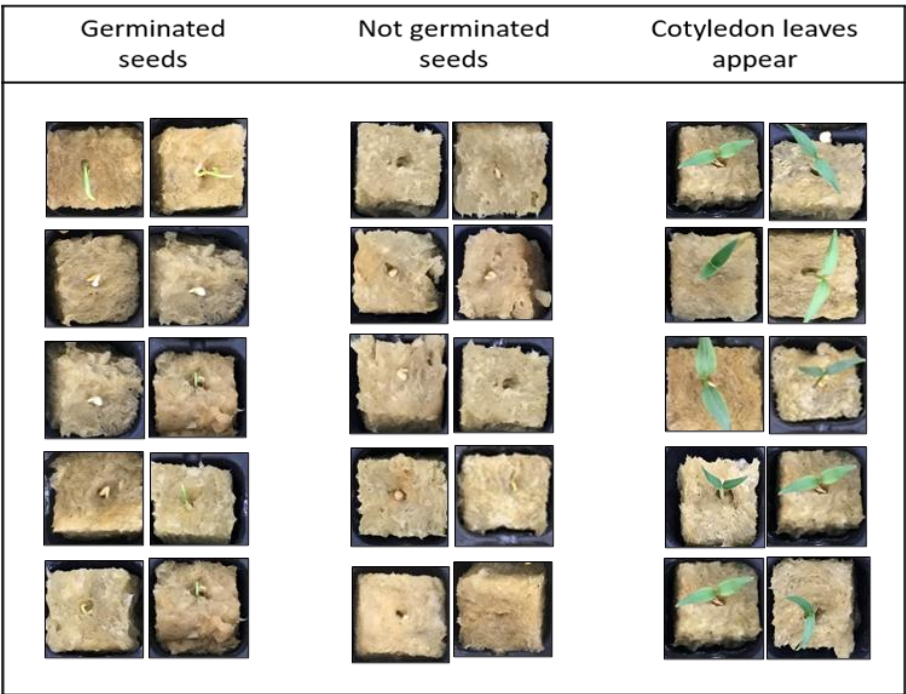 Germinated
seeds
Not germinated
seeds
Cotyledon leaves
appear